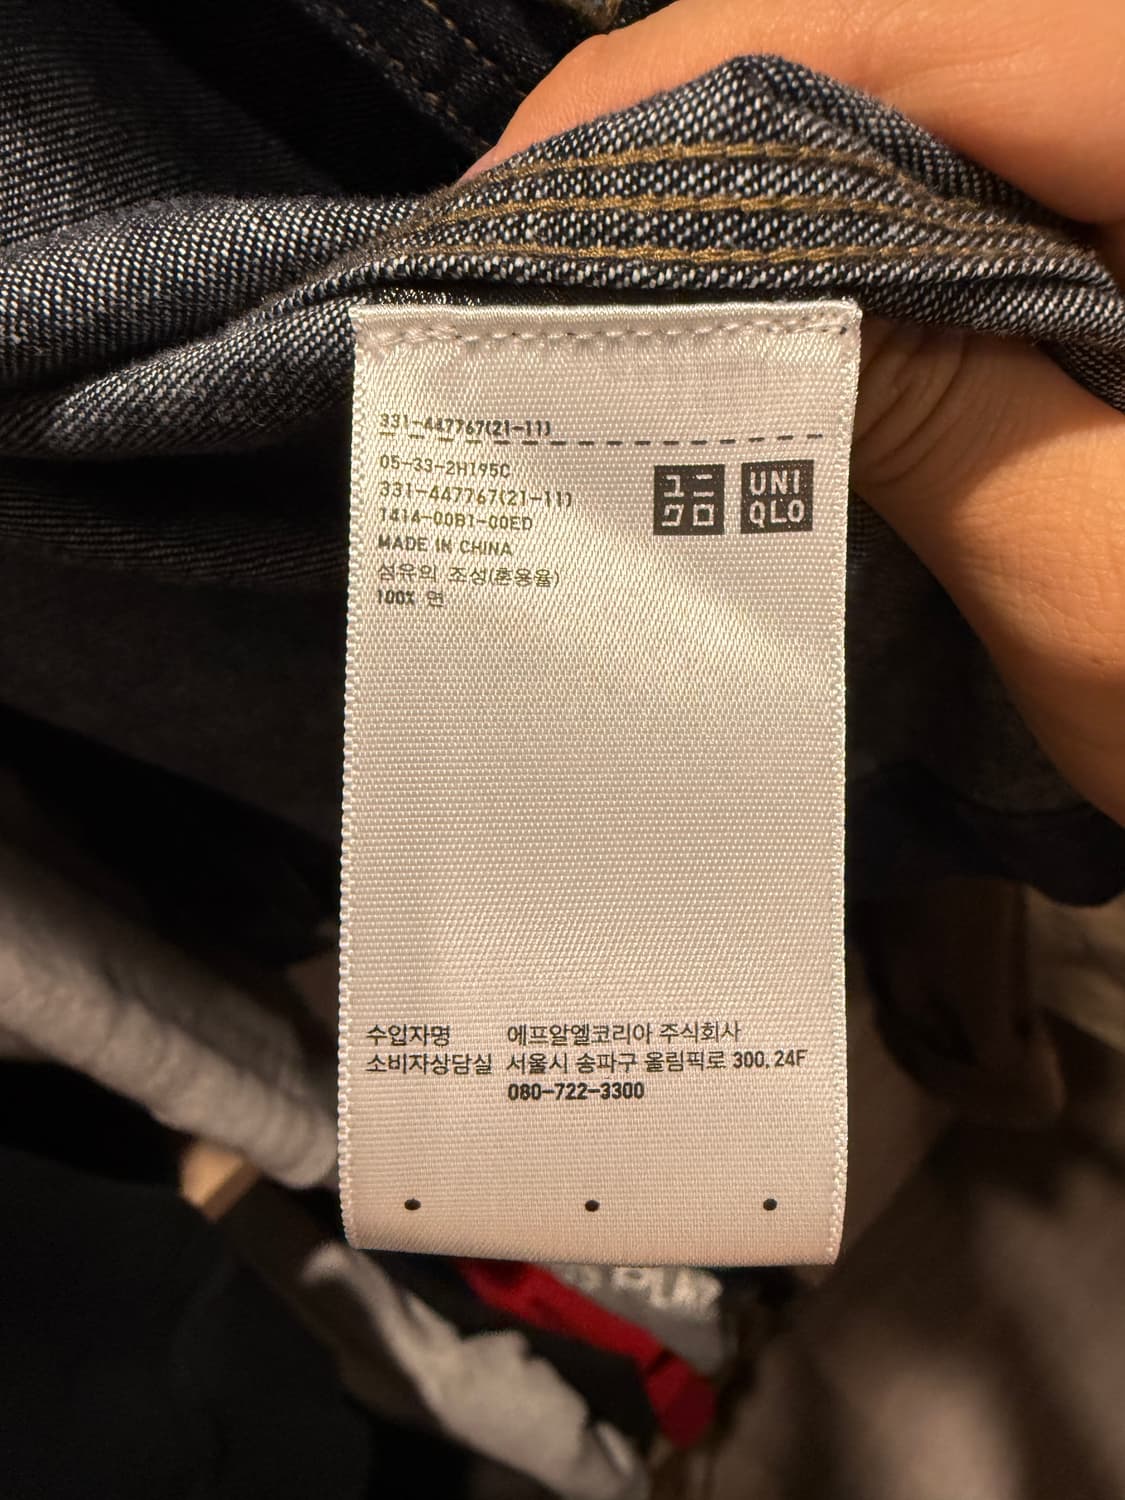 331-447767(21-11)
05-33-2H195C
331-447767(21-11)
1414-00B1-00ED
MADE IN CHINA
섬유의 조성(혼용율)
100% 면
ユニ
クロ
UNI
QLO
수입자명 에프알엘코리아 주식회사
소비자상담실 서울시 송파구 올림픽로 300, 24F
080-722-3300